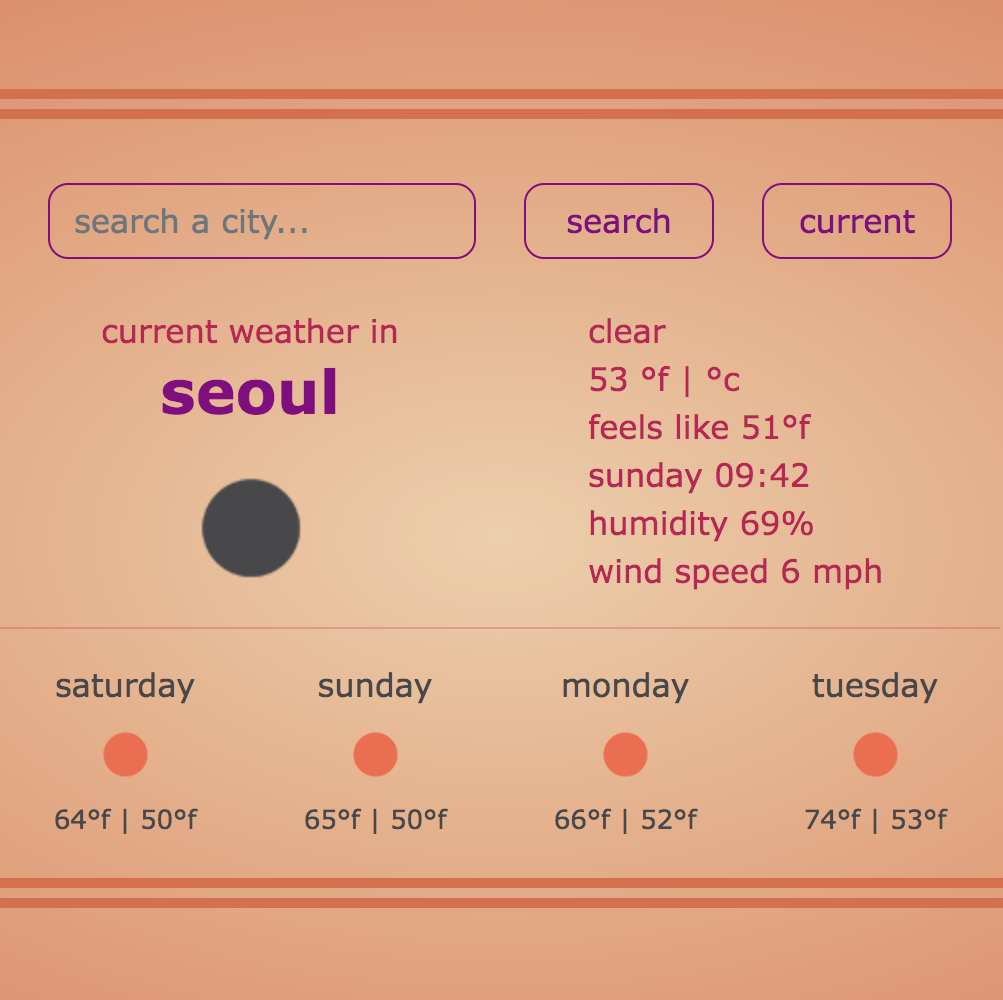 search a city...
search
current
current weather in
seoul
clear
53 °f | °c
feels like 51°f
sunday 09:42
humidity 69%
wind speed 6 mph
saturday
sunday
monday
tuesday
64°f | 50°f
65°f | 50°f
66°f | 52°f
74°f | 53°f